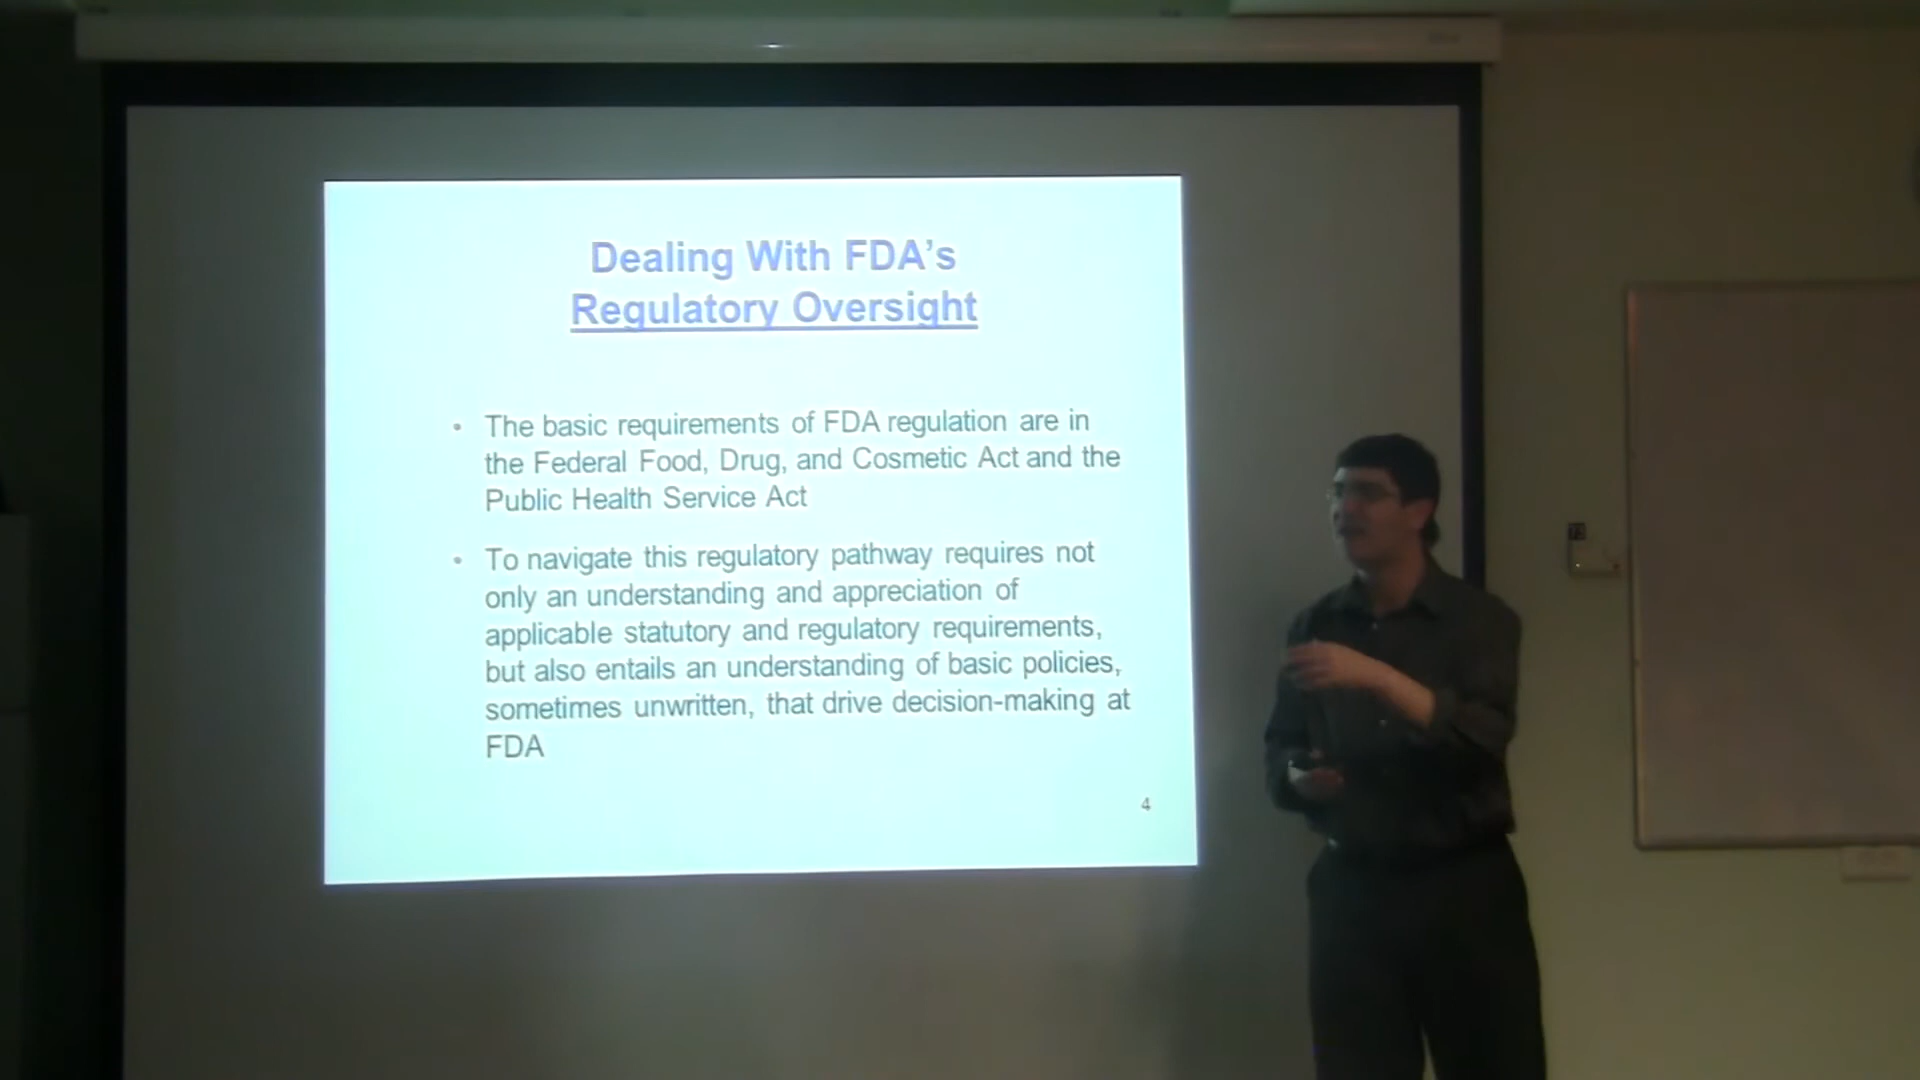 Dealing With FDA's
Regulatory Oversight
• The basic requirements of FDA regulation are in
the Federal Food, Drug, and Cosmetic Act and the
Public Health Service Act
• To navigate this regulatory pathway requires not
only an understanding and appreciation of
applicable statutory and regulatory requirements,
but also entails an understanding of basic policies,
sometimes unwritten, that drive decision-making at
FDA
4